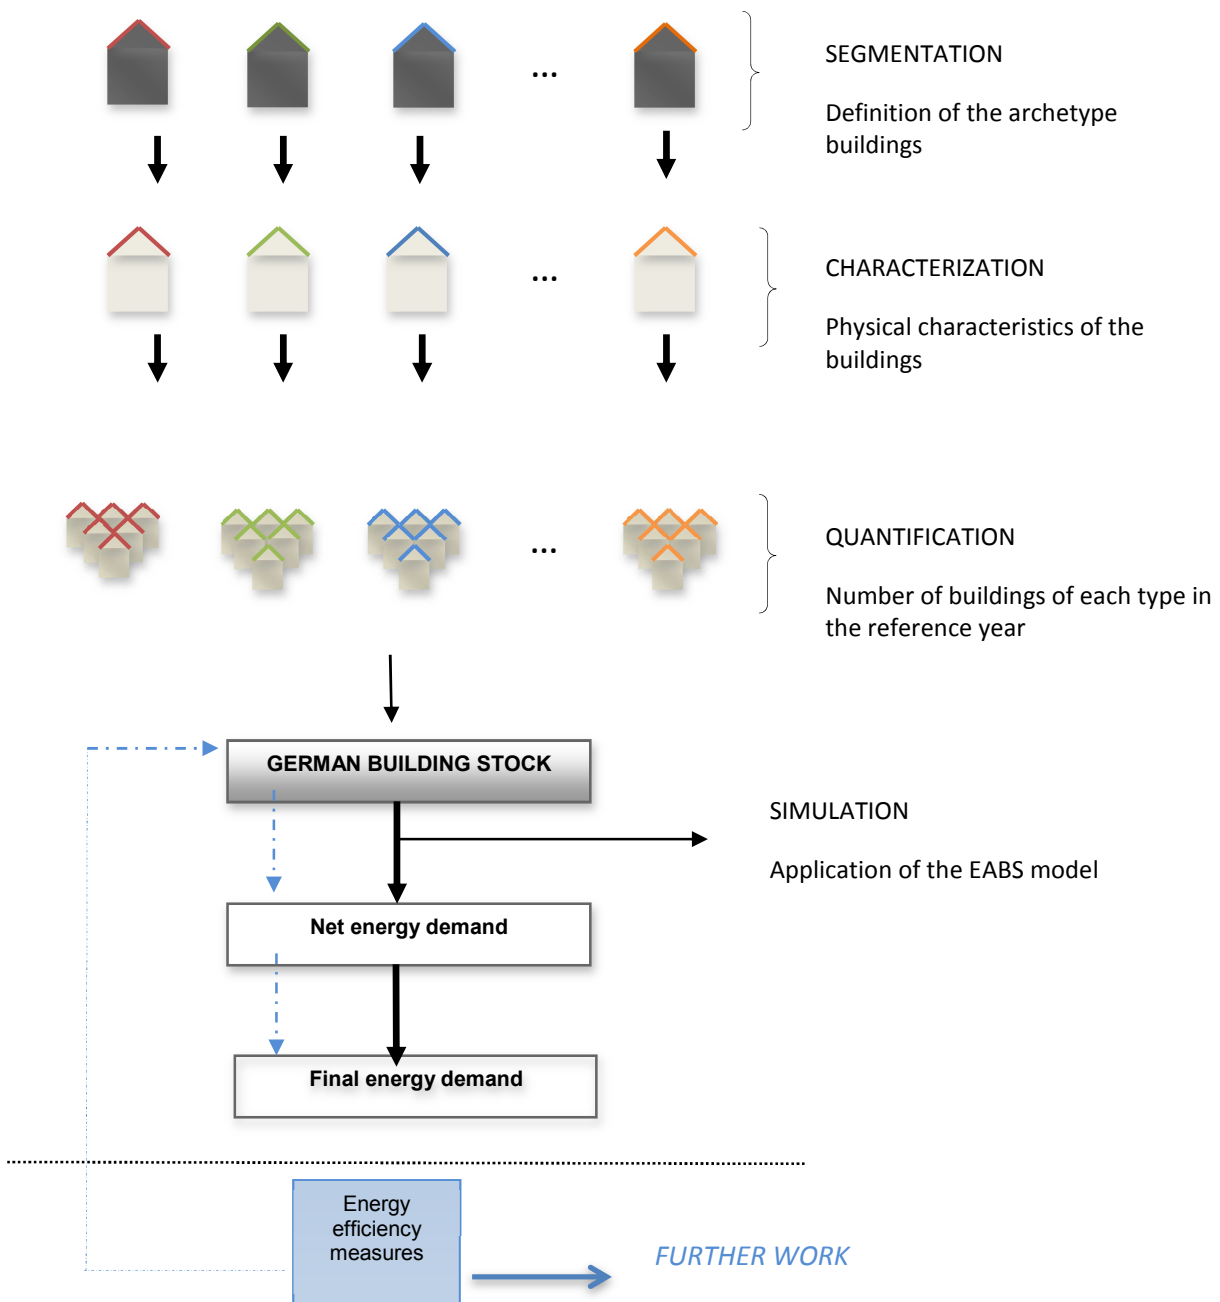 SEGMENTATION
...
Definition of the archetype
buildings
CHARACTERIZATION
...
Physical characteristics of the
buildings
QUANTIFICATION
...
Number of buildings of each type in
the reference year
GERMAN BUILDING STOCK
SIMULATION
Application of the EABS model
Net energy demand
Final energy demand
Energy
efficiency
measures
FURTHER WORK